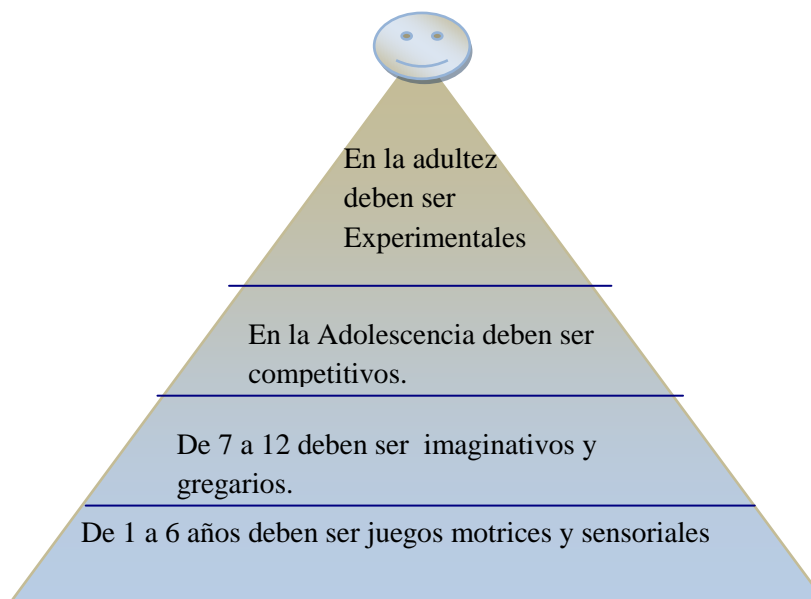 En la adultez
deben ser
Experimentales
En la Adolescencia deben ser
competitivos.
De 7 a 12 deben ser  imaginativos y
gregarios.
De 1 a 6 años deben ser juegos motrices y sensoriales